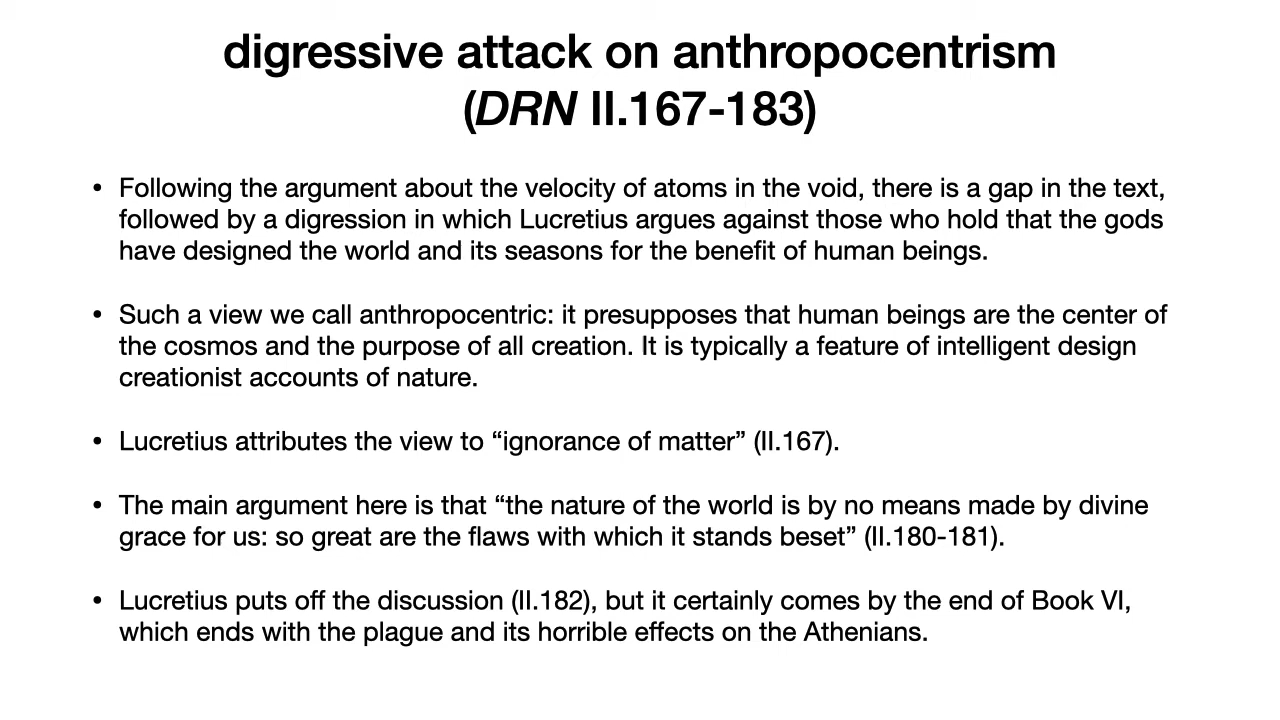 digressive attack on anthropocentrism
(DRN II.167-183)
• Following the argument about the velocity of atoms in the void, there is a gap in the text,
followed by a digression in which Lucretius argues against those who hold that the gods
have designed the world and its seasons for the benefit of human beings.
• Such a view we call anthropocentric: it presupposes that human beings are the center of
the cosmos and the purpose of all creation. It is typically a feature of intelligent design
creationist accounts of nature.
• Lucretius attributes the view to “ignorance of matter” (II.167).
• The main argument here is that “the nature of the world is by no means made by divine
grace for us: so great are the flaws with which it stands beset” (II.180-181).
• Lucretius puts off the discussion (II.182), but it certainly comes by the end of Book VI,
which ends with the plague and its horrible effects on the Athenians.